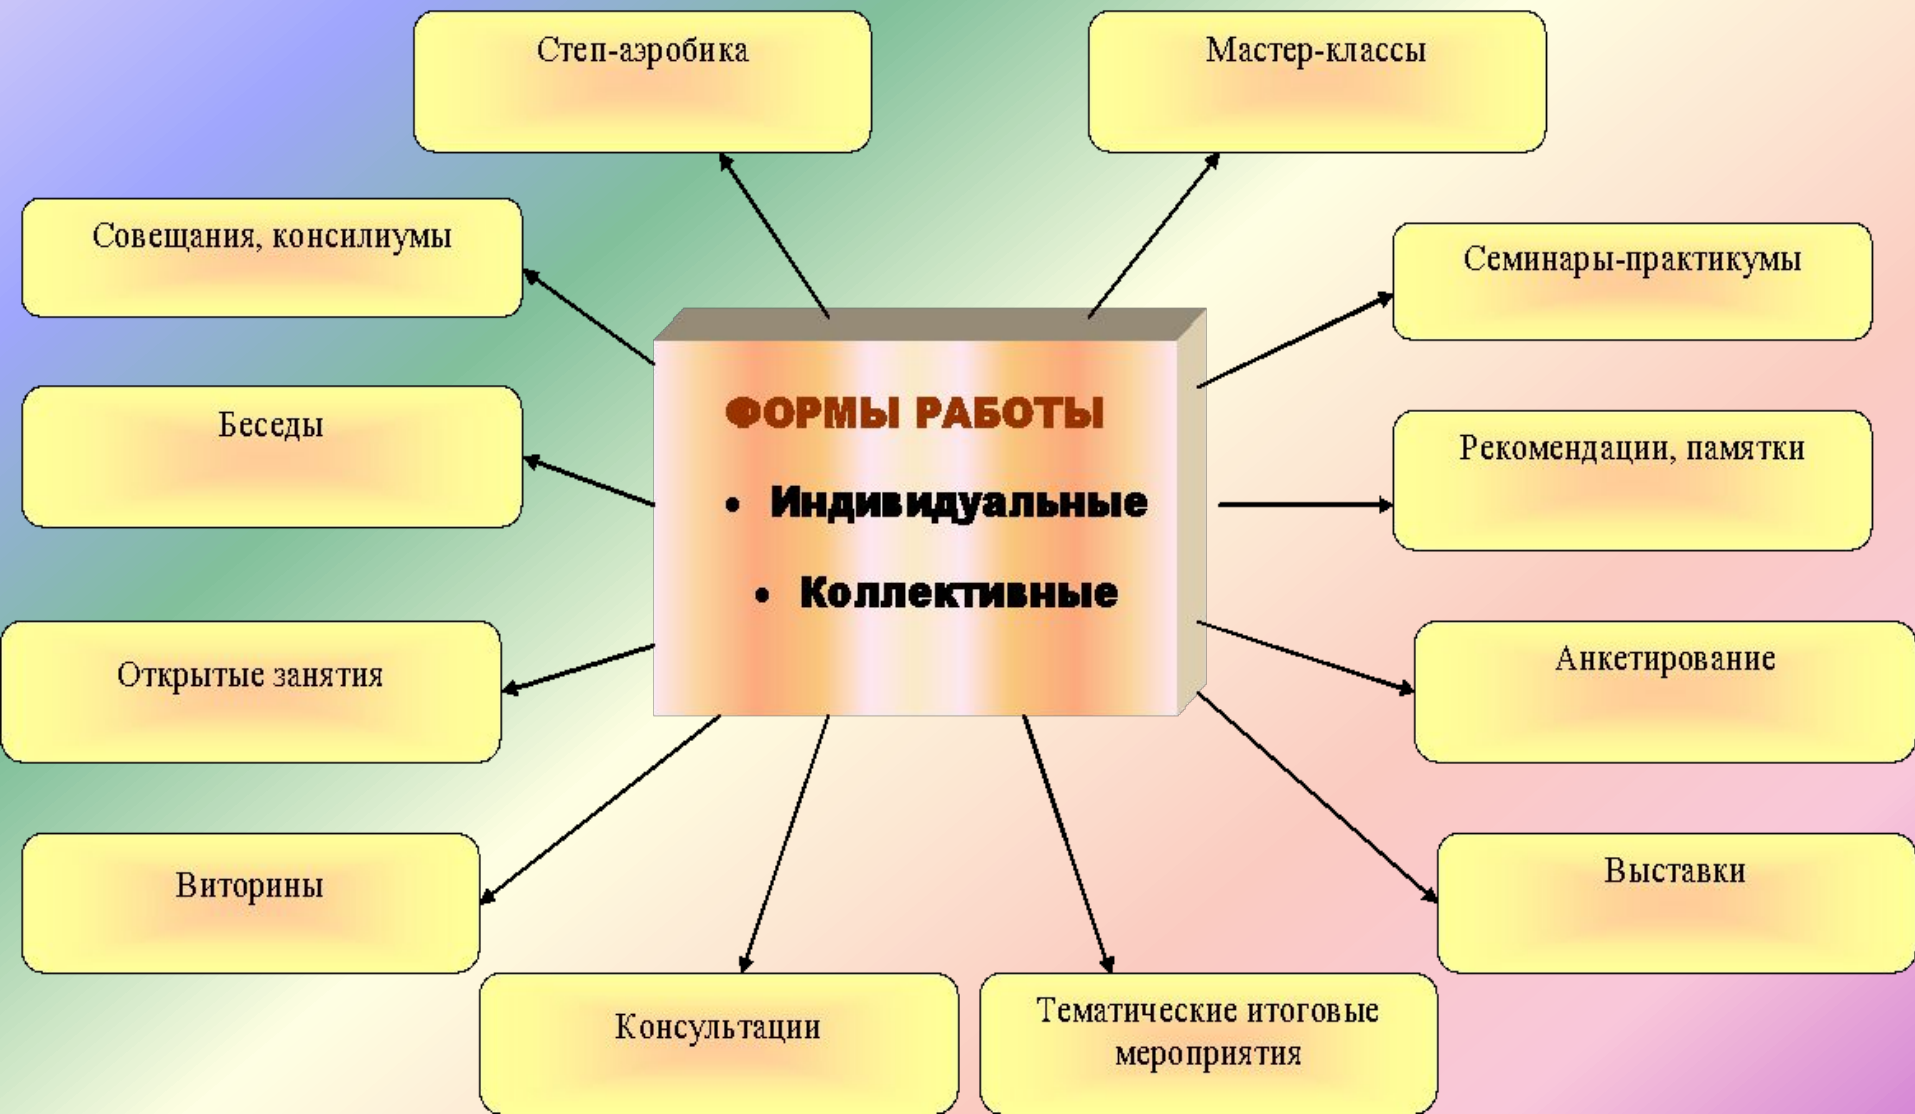 Степ-аэробика
Мастер-классы
Совещания, консилиумы
Семинары-практикумы
Беседы
ФОРМЫ РАБОТЫ
• Индивидуальные
• Коллективные
Рекомендации, памятки
Открытые занятия
Анкетирование
Виторины
Выставки
Консультации
Тематические итоговые
мероприятия